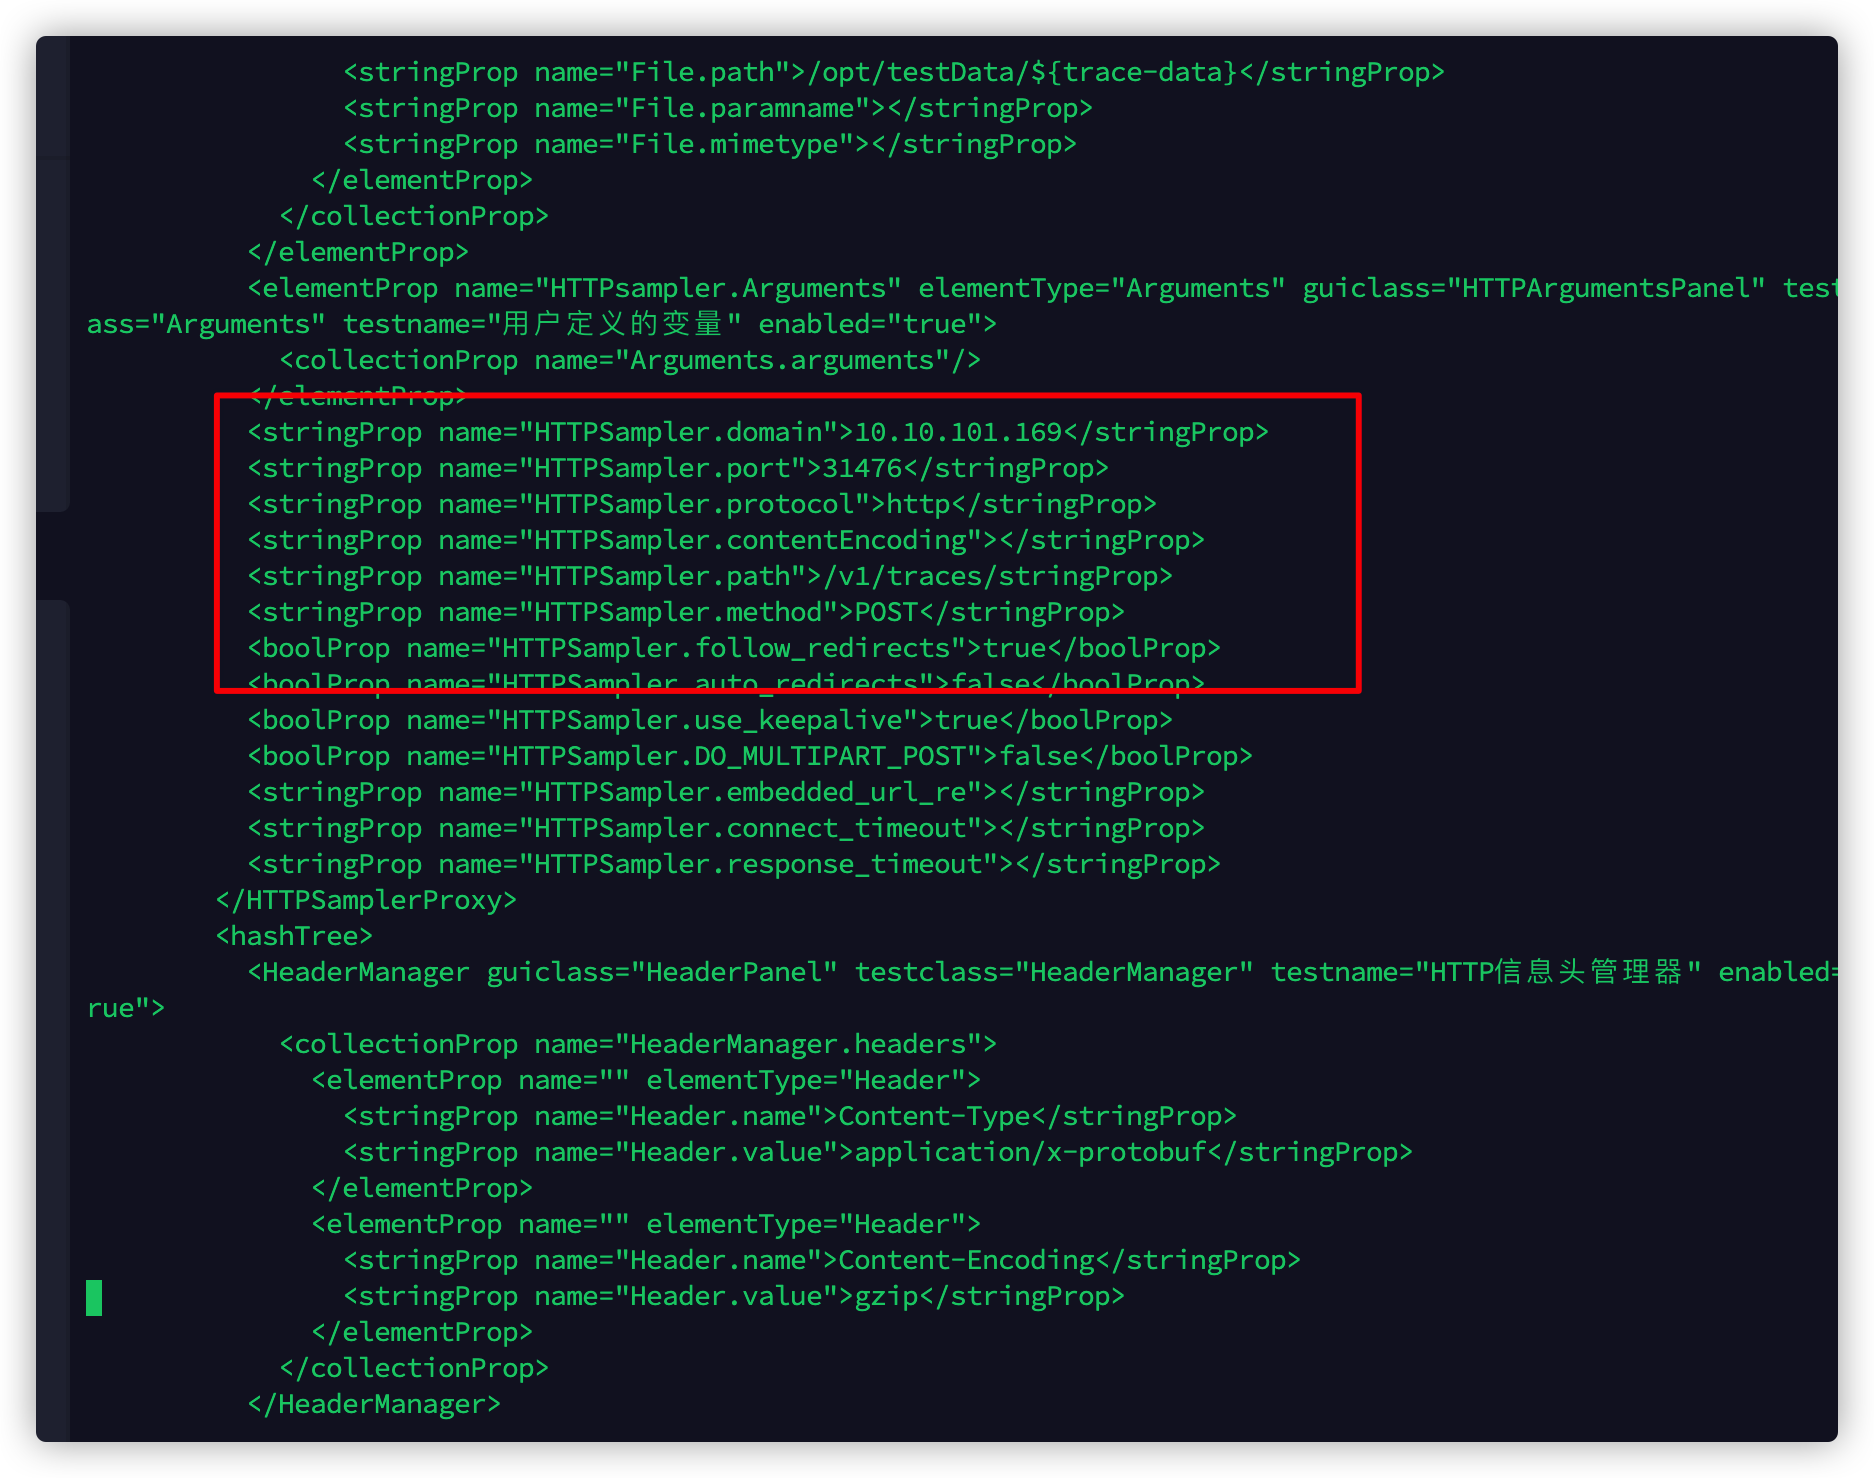 <stringProp name="File.path">/opt/testData/${trace-data}</stringProp>
<stringProp name="File.paramname"></stringProp>
<stringProp name="File.mimetype"></stringProp>
</elementProp>
</collectionProp>
</elementProp>
<elementProp name="HTTPsampler.Arguments" elementType="Arguments" guiclass="HTTPArgumentsPanel" test
ass="Arguments" testname="用户定义的变量" enabled="true">
<collectionProp name="Arguments.arguments"/>
</elementProp>
<stringProp name="HTTPSampler.domain">10.10.101.169</stringProp>
<stringProp name="HTTPSampler.port">31476</stringProp>
<stringProp name="HTTPSampler.protocol">http</stringProp>
<stringProp name="HTTPSampler.contentEncoding"></stringProp>
<stringProp name="HTTPSampler.path">/v1/traces/stringProp>
<stringProp name="HTTPSampler.method">POST</stringProp>
<boolProp name="HTTPSampler.follow_redirects">true</boolProp>
<boolProp name="HTTPSampler.auto_redirects">false</boolProp>
<boolProp name="HTTPSampler.use_keepalive">true</boolProp>
<boolProp name="HTTPSampler.DO_MULTIPART_POST">false</boolProp>
<stringProp name="HTTPSampler.embedded_url_re"></stringProp>
<stringProp name="HTTPSampler.connect_timeout"></stringProp>
<stringProp name="HTTPSampler.response_timeout"></stringProp>
</HTTPSamplerProxy>
<hashTree>
<HeaderManager guiclass="HeaderPanel" testclass="HeaderManager" testname="HTTP信息头管理器" enabled=
rue">
<collectionProp name="HeaderManager.headers">
<elementProp name="" elementType="Header">
<stringProp name="Header.name">Content-Type</stringProp>
<stringProp name="Header.value">application/x-protobuf</stringProp>
</elementProp>
<elementProp name="" elementType="Header">
<stringProp name="Header.name">Content-Encoding</stringProp>
<stringProp name="Header.value">gzip</stringProp>
</elementProp>
</collectionProp>
</HeaderManager>